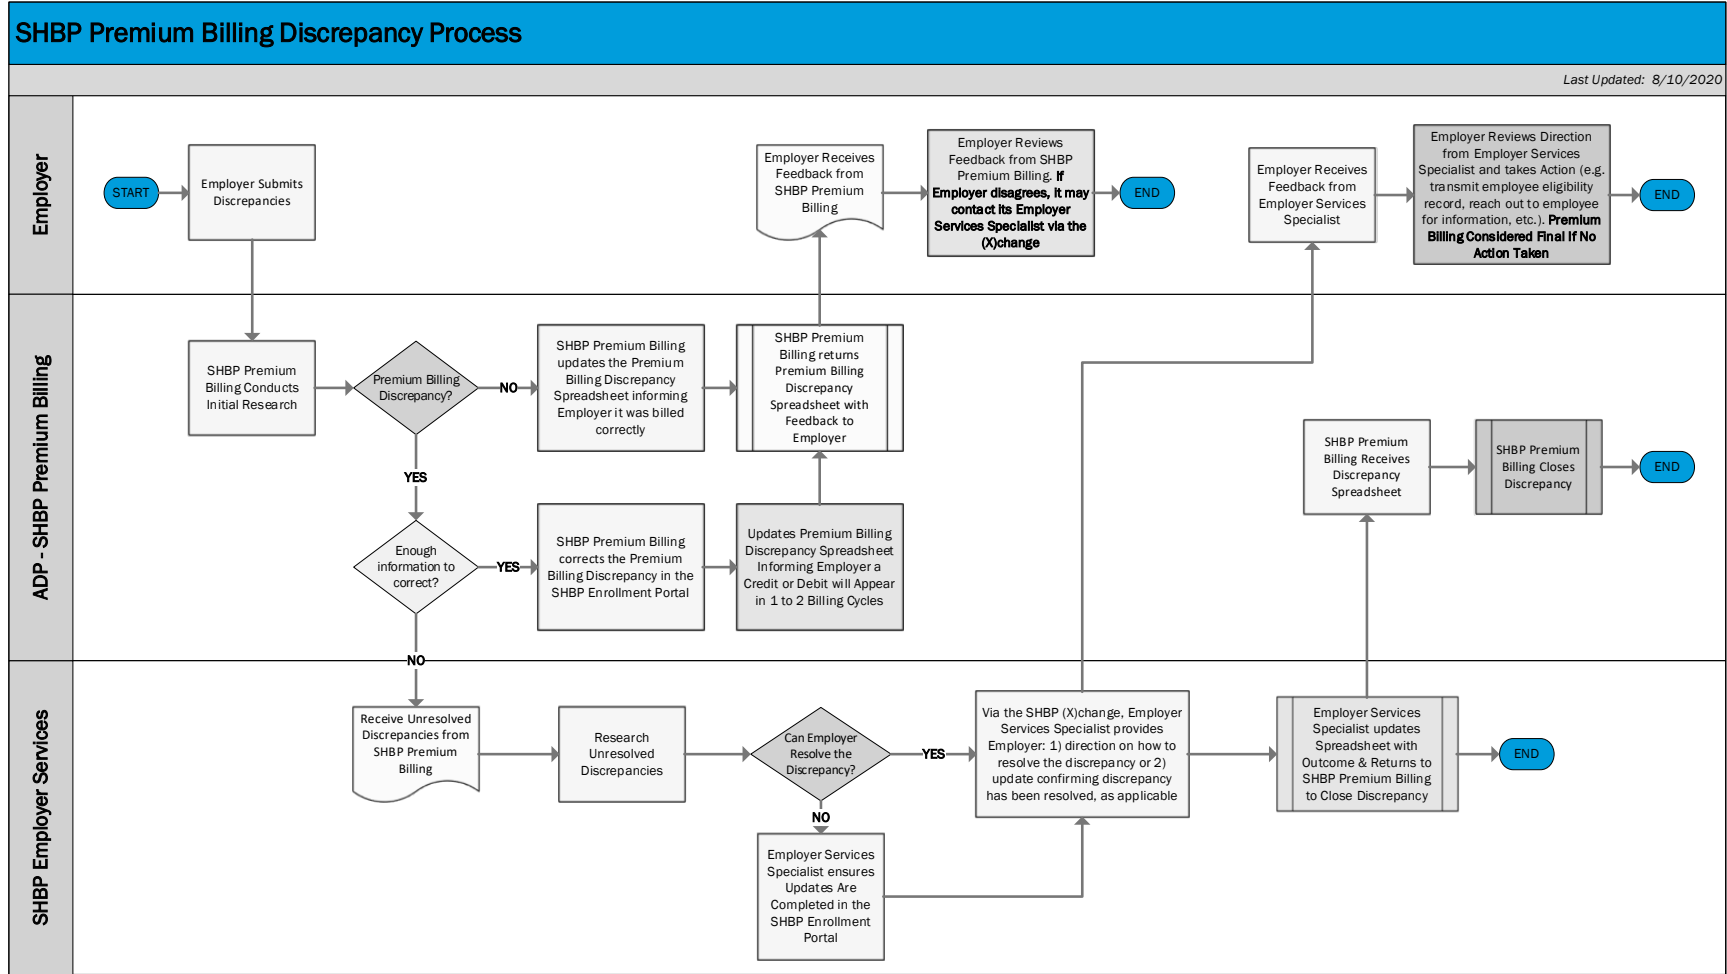 SHBP Premium Billing Discrepancy Process
Last Updated: 8/10/2020
Employer
START
Employer Submits
Discrepancies
Employer Receives
Feedback from
SHBP Premium
Billing
Employer Reviews
Feedback from SHBP
Premium Billing. If
Employer disagrees, it may
contact its Employer
Services Specialist via the
(X)change
END
Employer Receives
Feedback from
Employer Services
Specialist
Employer Reviews Direction
from Employer Services
Specialist and takes Action (e.g.
transmit employee eligibility
record, reach out to employee
for information, etc.). Premium
Billing Considered Final If No
Action Taken
END
ADP - SHBP Premium Billing
SHBP Premium
Billing Conducts
Initial Research
Premium Billing
Discrepancy?
NO
SHBP Premium Billing
updates the Premium
Billing Discrepancy
Spreadsheet informing
Employer it was billed
correctly
SHBP Premium
Billing returns
Premium Billing
Discrepancy
Spreadsheet with
Feedback to
Employer
YES
Enough
information to
correct?
YES
SHBP Premium Billing
corrects the Premium
Billing Discrepancy in the
SHBP Enrollment Portal
Updates Premium Billing
Discrepancy Spreadsheet
Informing Employer a
Credit or Debit will Appear
in 1 to 2 Billing Cycles
SHBP Premium
Billing Receives
Discrepancy
Spreadsheet
SHBP Premium
Billing Closes
Discrepancy
END
NO
SHBP Employer Services
Receive Unresolved
Discrepancies from
SHBP Premium
Billing
Research
Unresolved
Discrepancies
Can Employer
Resolve the
Discrepancy?
YES
Via the SHBP (X)change, Employer
Services Specialist provides
Employer: 1) direction on how to
resolve the discrepancy or 2)
update confirming discrepancy
has been resolved, as applicable
Employer Services
Specialist updates
Spreadsheet with
Outcome & Returns to
SHBP Premium Billing
to Close Discrepancy
END
NO
Employer Services
Specialist ensures
Updates Are
Completed in the
SHBP Enrollment
Portal